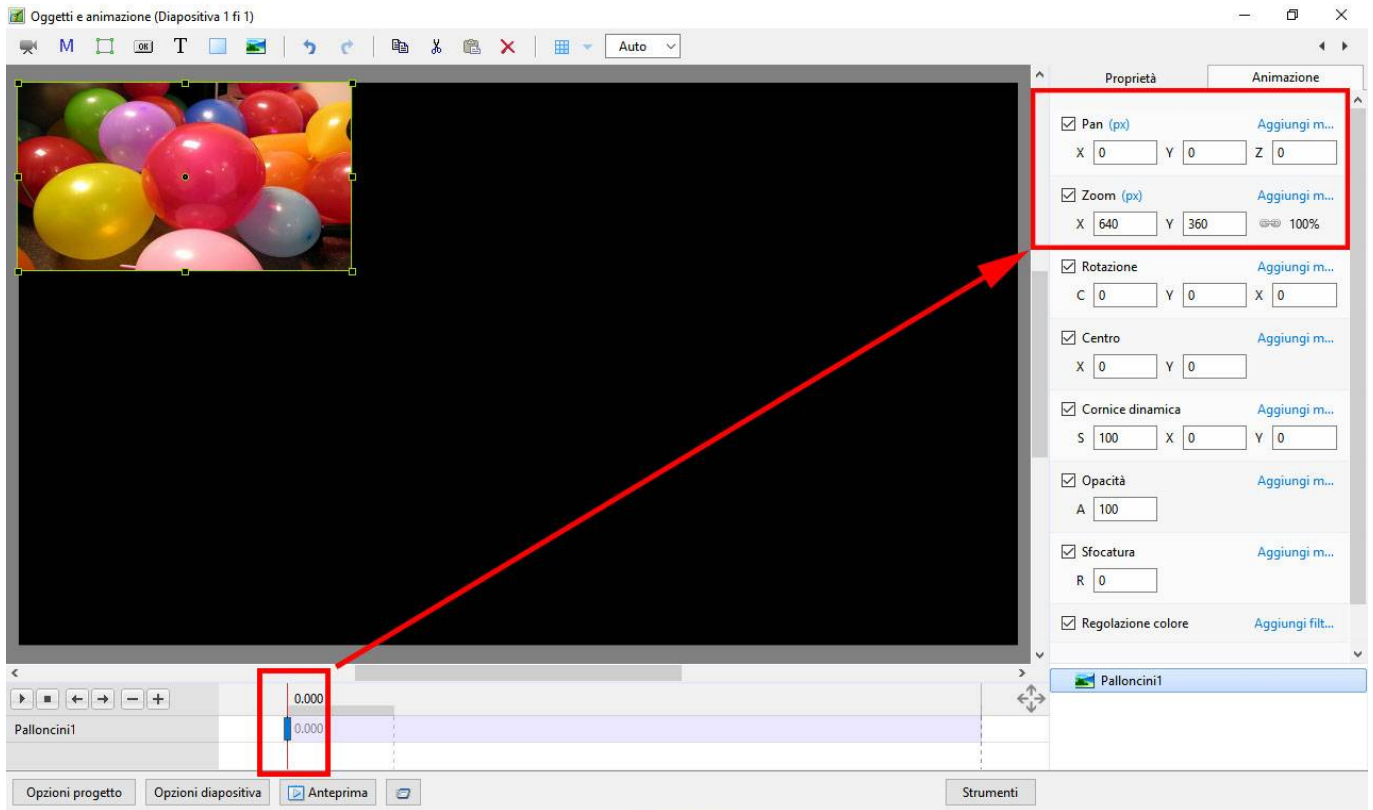 Oggetti e animazione (Diapositiva 1 fi 1)
M OK T Auto
Proprietà Animazione
Pan (px) Aggiungi m...
X 0 Y 0 Z 0
Zoom (px) Aggiungi m...
X 640 Y 360 100%
Rotazione Aggiungi m...
C 0 Y 0 X 0
Centro Aggiungi m...
X 0 Y 0
Cornice dinamica Aggiungi m...
S 100 X 0 Y 0
Opacità Aggiungi m...
A 100
Sfocatura Aggiungi m...
R 0
Regolazione colore Aggiungi filt...
Palloncini1
0.000
Palloncini1 0.000
Opzioni progetto Opzioni diapositiva Anteprima Strumenti